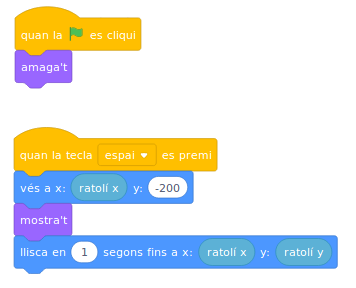 quan la es cliqui
amaga't
quan la tecla espai es premi
vés a x: ratolí x y: -200
mostra't
llisca en 1 segons fins a x: ratolí x y: ratolí y